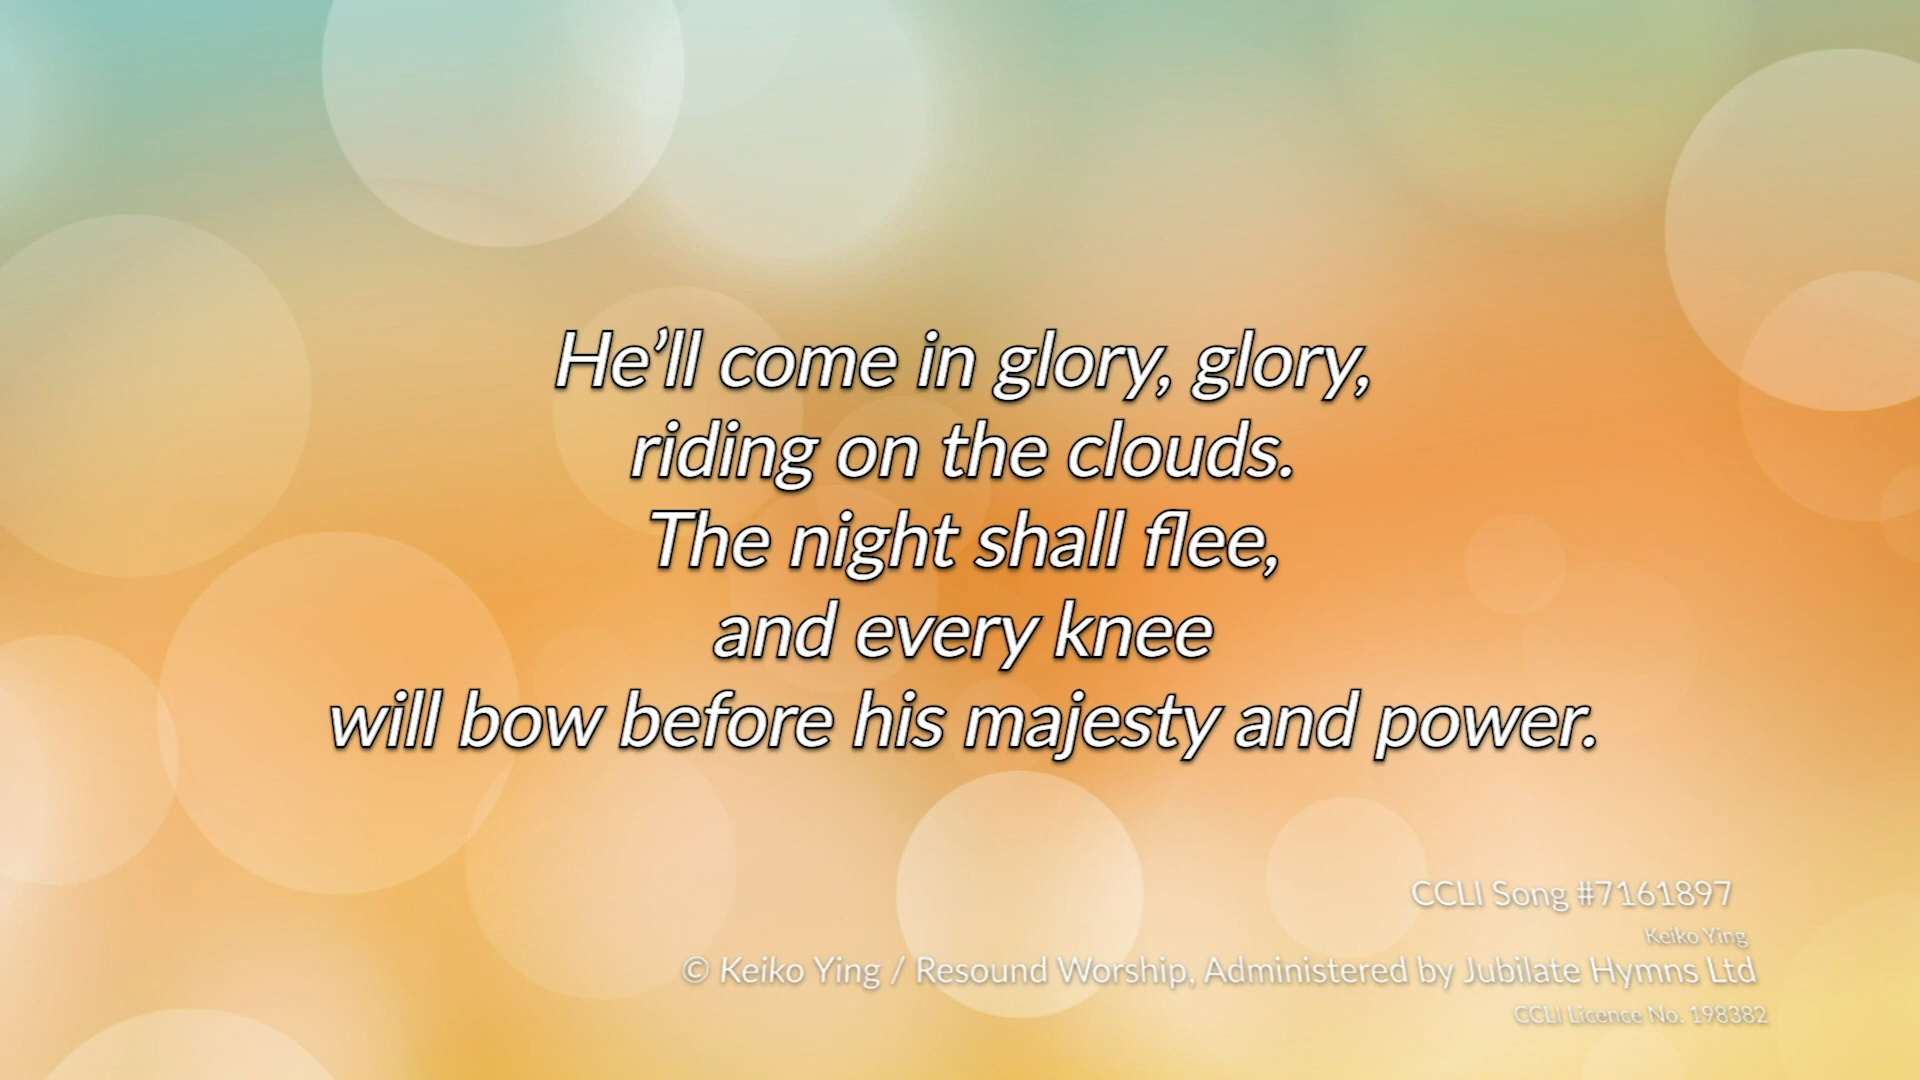 He’ll come in glory, glory,
riding on the clouds.
The night shall flee,
and every knee
will bow before his majesty and power.
CCLI Song #7161897
Keiko Ying
© Keiko Ying / Resound Worship, Administered by Jubilate Hymns Ltd
CCLI Licence No. 198382